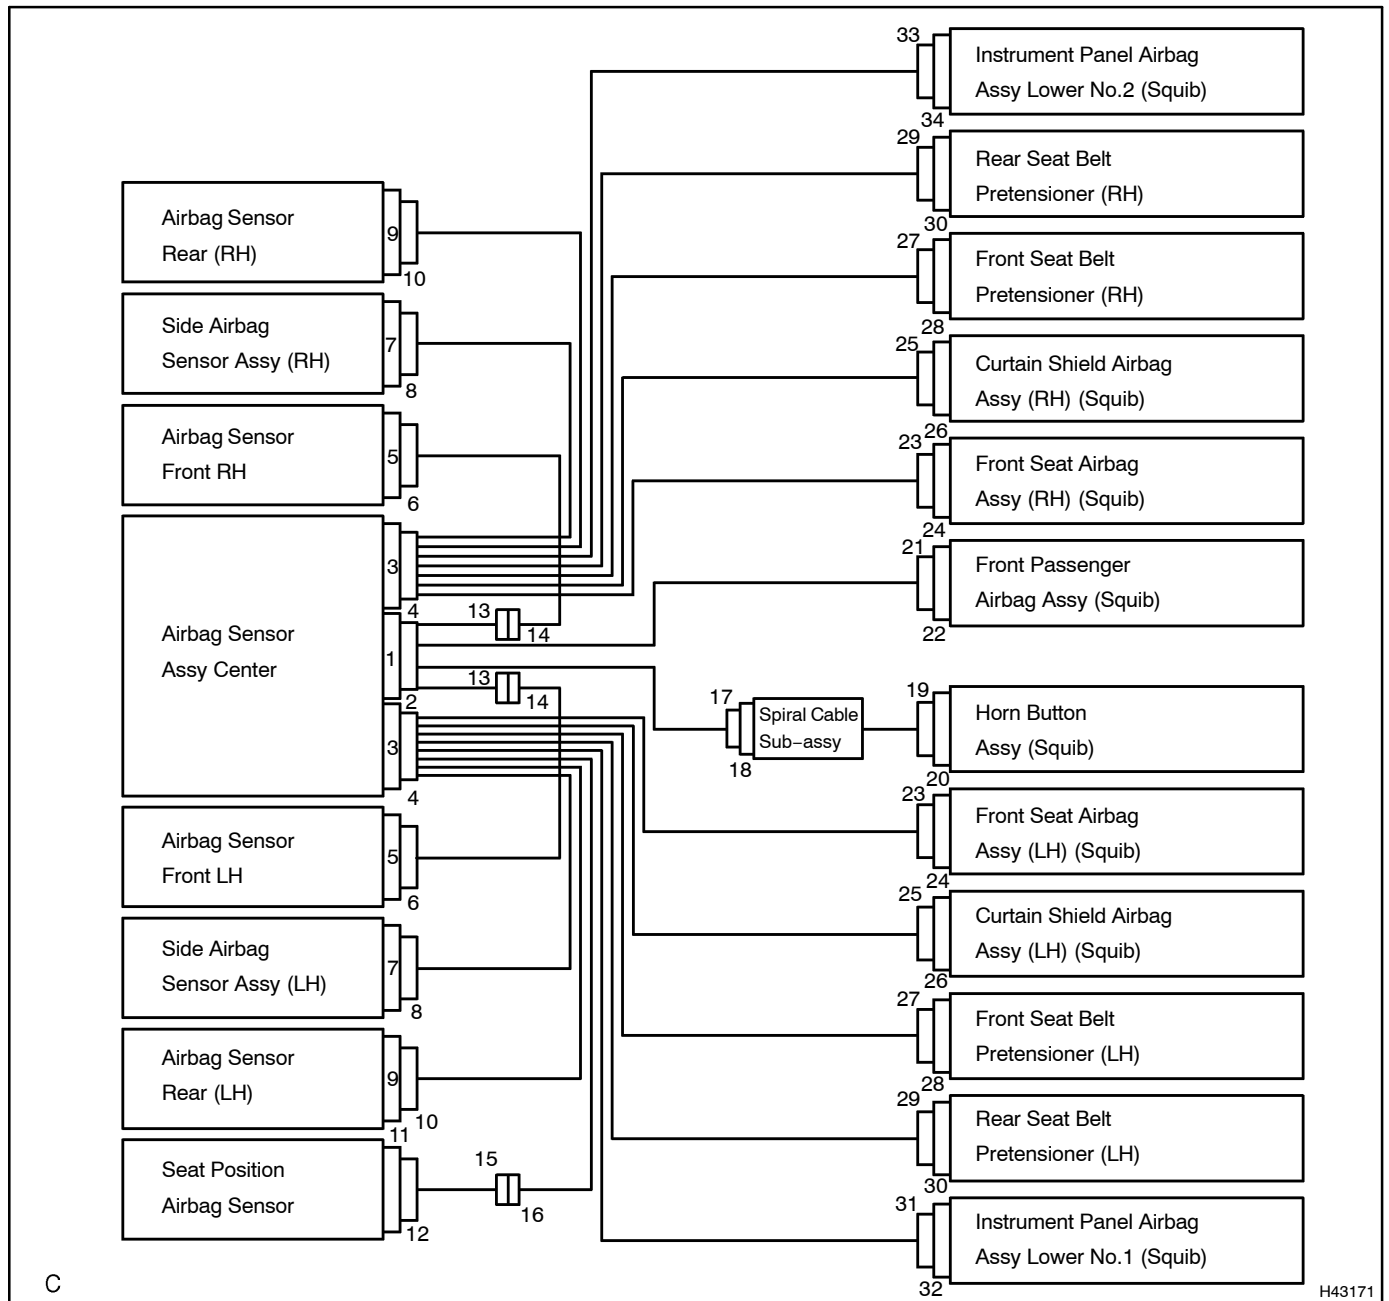 Airbag Sensor
Rear (RH)
9
10
Side Airbag
Sensor Assy (RH)
7
8
Airbag Sensor
Front RH
5
6
Airbag Sensor
Assy Center
3
4
1
2
3
4
13
14
13
14
Airbag Sensor
Front LH
5
6
Side Airbag
Sensor Assy (LH)
7
8
Airbag Sensor
Rear (LH)
9
10
11
Seat Position
Airbag Sensor
12
15
16
33
Instrument Panel Airbag
Assy Lower No.2 (Squib)
34
29
Rear Seat Belt
Pretensioner (RH)
30
27
Front Seat Belt
Pretensioner (RH)
28
25
Curtain Shield Airbag
Assy (RH) (Squib)
26
23
Front Seat Airbag
Assy (RH) (Squib)
24
21
Front Passenger
Airbag Assy (Squib)
22
17
Spiral Cable
Sub−assy
18
19
Horn Button
Assy (Squib)
20
23
Front Seat Airbag
Assy (LH) (Squib)
24
25
Curtain Shield Airbag
Assy (LH) (Squib)
26
27
Front Seat Belt
Pretensioner (LH)
28
29
Rear Seat Belt
Pretensioner (LH)
30
31
Instrument Panel Airbag
Assy Lower No.1 (Squib)
32
C
H43171